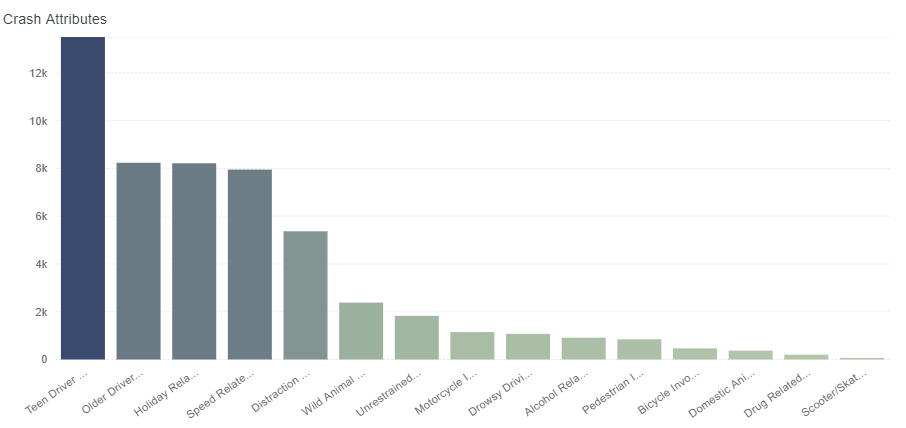 Crash Attributes
12k
10k
8k
6k
4k
2k
0
Teen Driver ...
Older Driver...
Holiday Rela...
Speed Relate...
Distraction ...
Wild Animal ...
Unrestrained...
Motorcycle I...
Drowsy Drivi...
Alcohol Rela...
Pedestrian I...
Bicycle Invo...
Domestic Ani...
Drug Related...
Scooter/Skat...